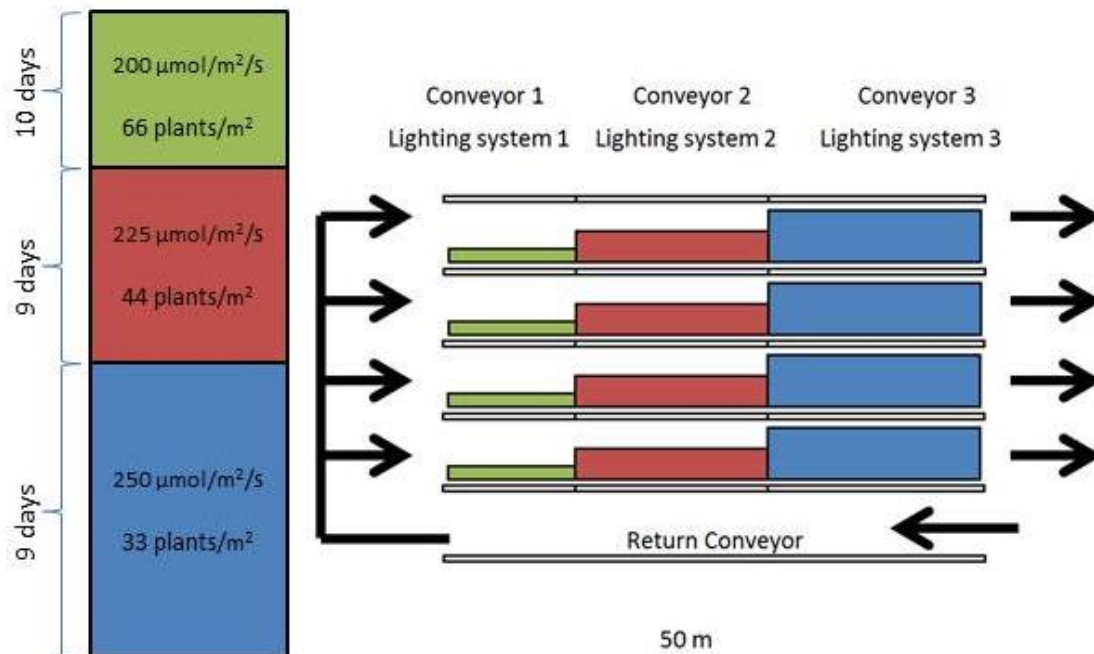 10 days
200 µmol/m²/s
66 plants/m²
9 days
225 µmol/m²/s
44 plants/m²
9 days
250 µmol/m²/s
33 plants/m²
Conveyor 1
Lighting system 1
Conveyor 2
Lighting system 2
Conveyor 3
Lighting system 3
Return Conveyor
50 m